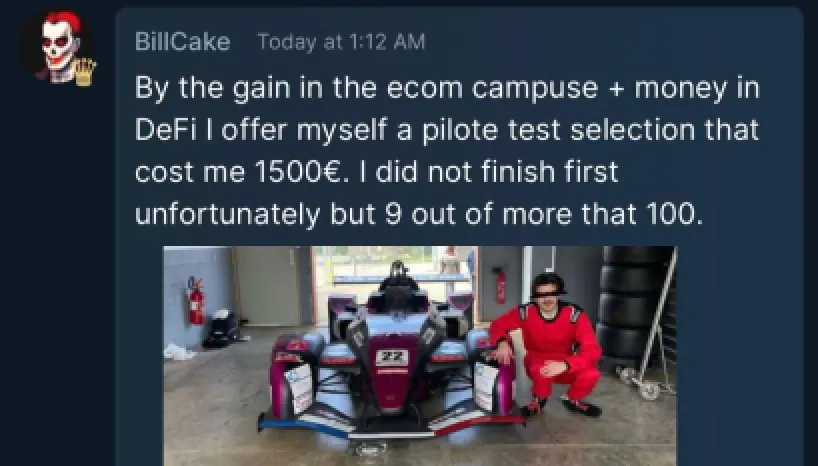 BillCake Today at 1:12 AM
By the gain in the ecom campuse + money in
DeFi I offer myself a pilote test selection that
cost me 1500€. I did not finish first
unfortunately but 9 out of more that 100.
22